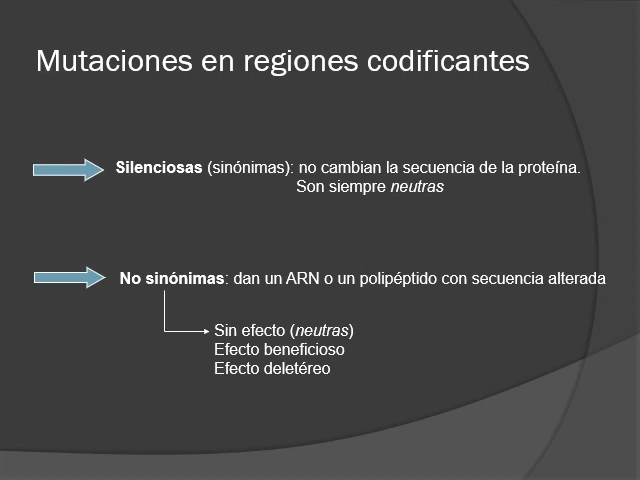 Mutaciones en regiones codificantes
Silenciosas (sinónimas): no cambian la secuencia de la proteína.
Son siempre neutras
No sinónimas: dan un ARN o un polipéptido con secuencia alterada
Sin efecto (neutras)
Efecto beneficioso
Efecto deletéreo